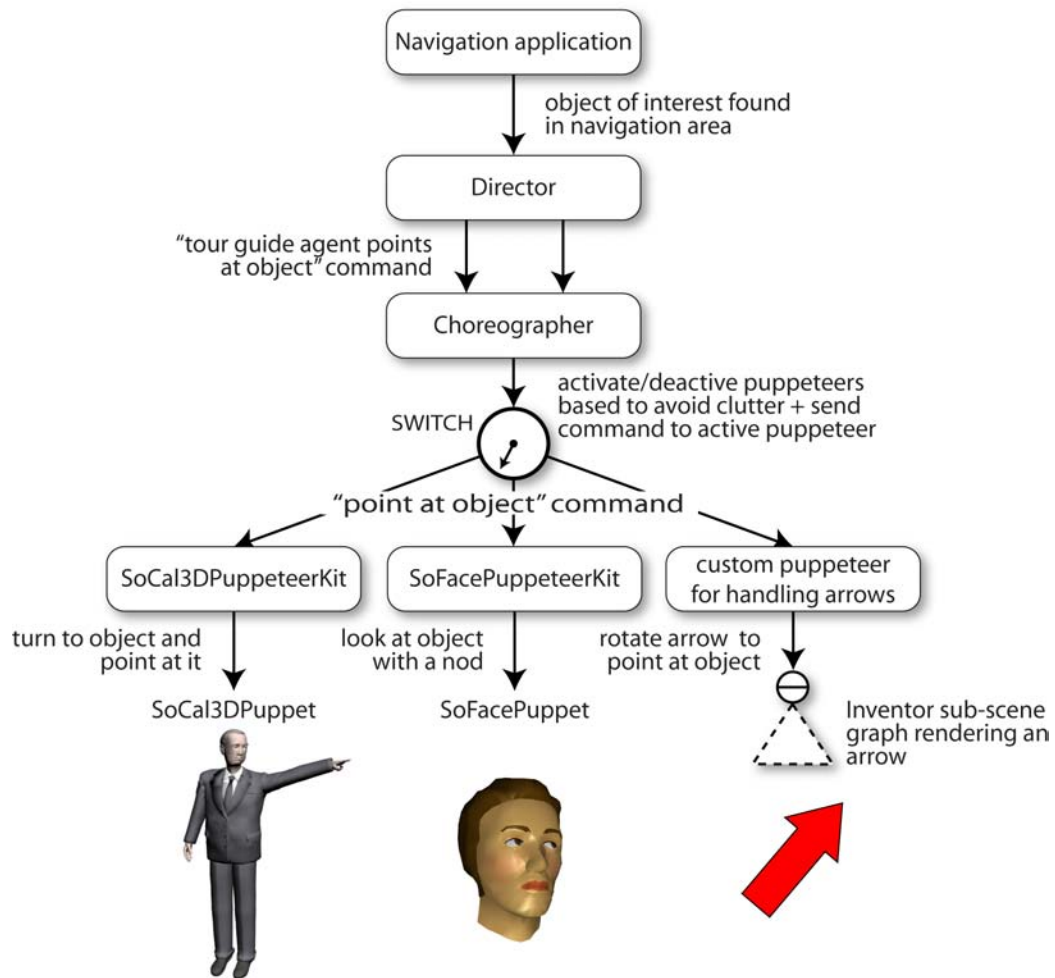 Navigation application
object of interest found
in navigation area
Director
“tour guide agent points
at object” command
Choreographer
activate/deactive puppeteers
based to avoid clutter + send
command to active puppeteer
SWITCH
“point at object” command
SoCal3DPuppeteerKit
SoFacePuppeteerKit
custom puppeteer
for handling arrows
turn to object and
point at it
look at object
with a nod
rotate arrow to
point at object
SoCal3DPuppet
SoFacePuppet
Inventor sub-scene
graph rendering an
arrow